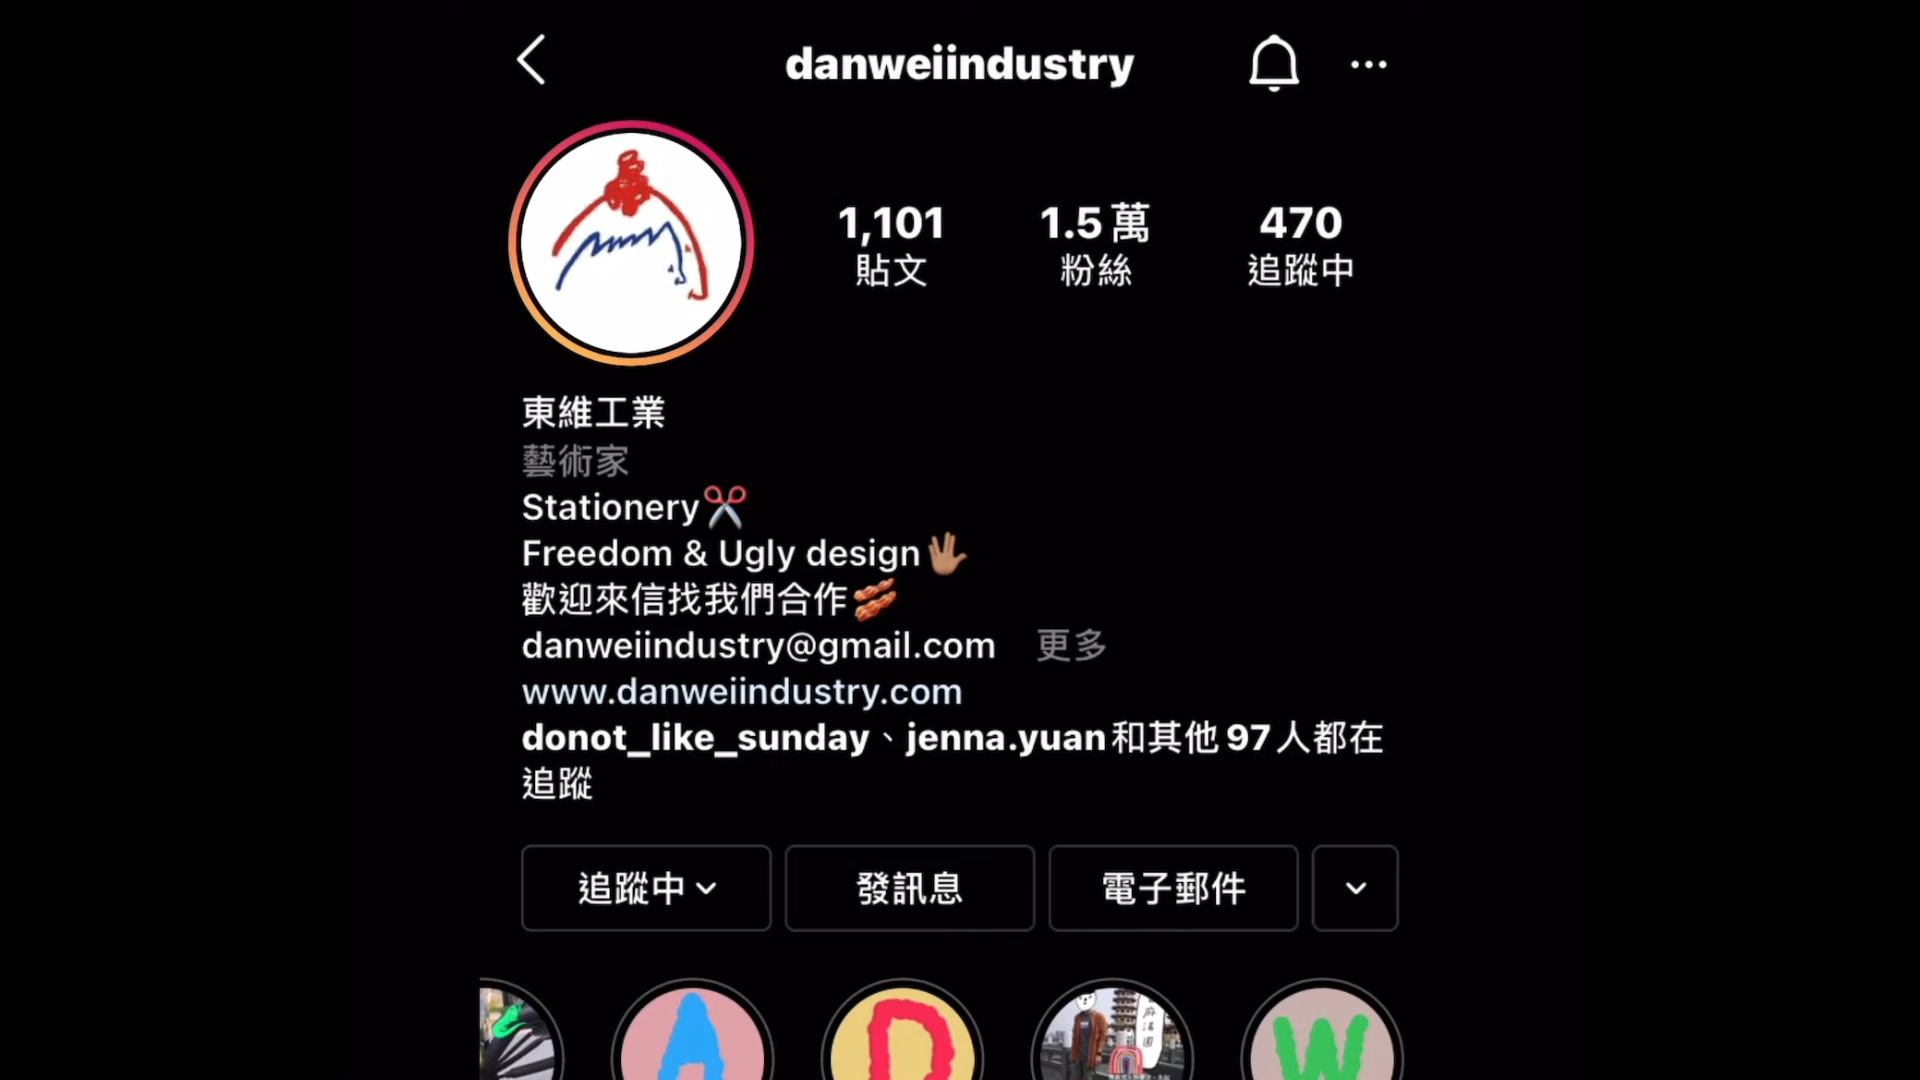 danweiindustry
1,101
貼文
1.5 萬
粉絲
470
追蹤中
東維工業
藝術家
Stationery
Freedom & Ugly design
歡迎來信找我們合作
danweiindustry@gmail.com 更多
www.danweiindustry.com
donot_like_sunday、jenna.yuan和其他 97 人都在
追蹤
追蹤中
發訊息
電子郵件
A
D
W